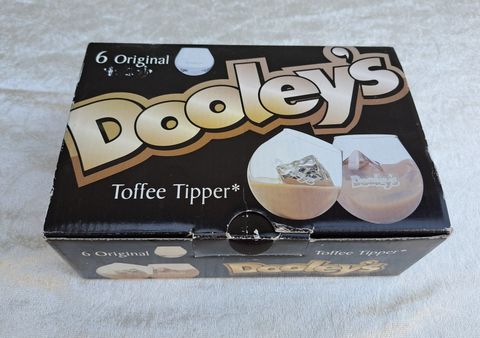 6 Original
Dooley's
Toffee Tipper*
Dooley's
6 Original
Toffee Tipper*
Dooley's